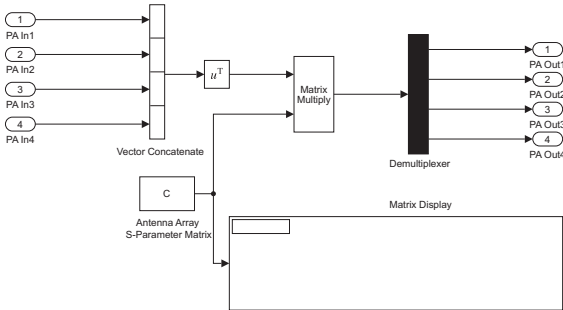 1
PA In1
2
PA In2
3
PA In3
4
PA In4
Vector Concatenate
uᵀ
Matrix
Multiply
Demultiplexer
1
PA Out1
2
PA Out2
3
PA Out3
4
PA Out4
C
Antenna Array
S-Parameter Matrix
Matrix Display